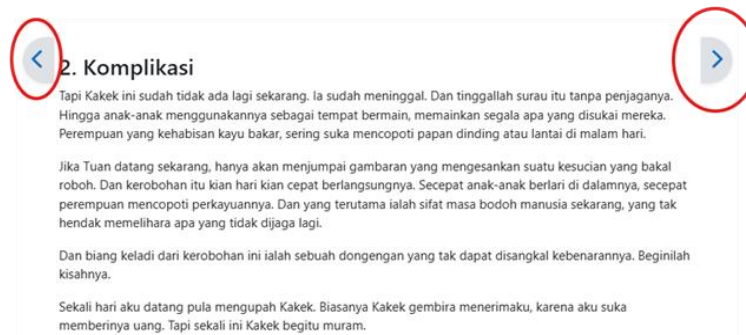 2. Komplikasi
Tapi Kakek ini sudah tidak ada lagi sekarang. Ia sudah meninggal. Dan tinggallah surau itu tanpa penjaganya.
Hingga anak-anak menggunakannya sebagai tempat bermain, memainkan segala apa yang disukai mereka.
Perempuan yang kehabisan kayu bakar, sering suka mencopoti papan dinding atau lantai di malam hari.
Jika Tuan datang sekarang, hanya akan menjumpai gambaran yang mengesankan suatu kesucian yang bakal
roboh. Dan kerobohan itu kian hari kian cepat berlangsungnya. Secepat anak-anak berlari di dalamnya, secepat
perempuan mencopoti perkayuannya. Dan yang terutama ialah sifat masa bodoh manusia sekarang, yang tak
hendak memelihara apa yang tidak dijaga lagi.
Dan biang keladi dari kerobohan ini ialah sebuah dongengan yang tak dapat disangkal kebenarannya. Beginilah
kisahnya.
Sekali hari aku datang pula mengupah Kakek. Biasanya Kakek gembira menerimaku, karena aku suka
memberinya uang. Tapi sekali ini Kakek begitu muram.